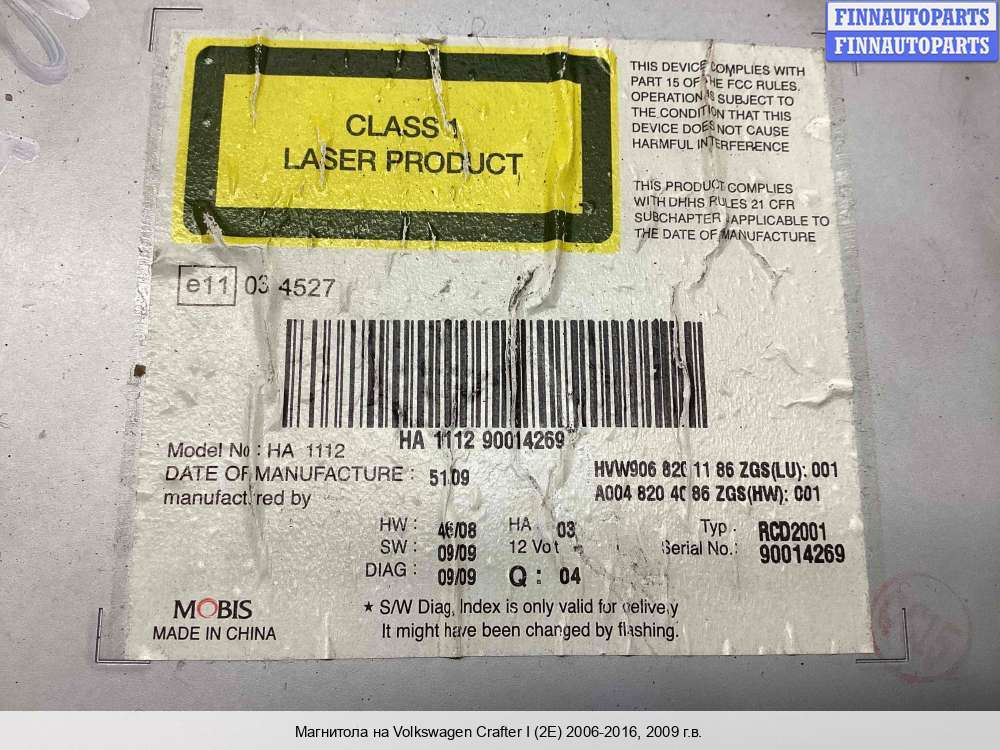 FINNAUTOPARTS
FINNAUTOPARTS
CLASS 1
LASER PRODUCT
THIS DEVICE COMPLIES WITH
PART 15 OF THE FCC RULES.
OPERATION IS SUBJECT TO
THE CONDITION THAT THIS
DEVICE DOES NOT CAUSE
HARMFUL INTERFERENCE
THIS PRODUCT COMPLIES
WITH DHHS RULES 21 CFR
SUBCHAPTER APPLICABLE TO
THE DATE OF MANUFACTURE
e11 03 4527
HA 1112 90014269
Model No : HA 1112
DATE OF MANUFACTURE : 51.09
manufactured by
HVW906 820 11 86 ZGS(LU): 001
A004 820 40 86 ZGS(HW): 001
HW : 46/08 HA 03 Typ : RCD2001
SW : 09/09 12 Volt Serial No.: 90014269
DIAG : 09/09 Q : 04
MOBIS
MADE IN CHINA
★ S/W Diag. Index is only valid for delivery
It might have been changed by flashing.
Магнитола на Volkswagen Crafter I (2E) 2006-2016, 2009 г.в.